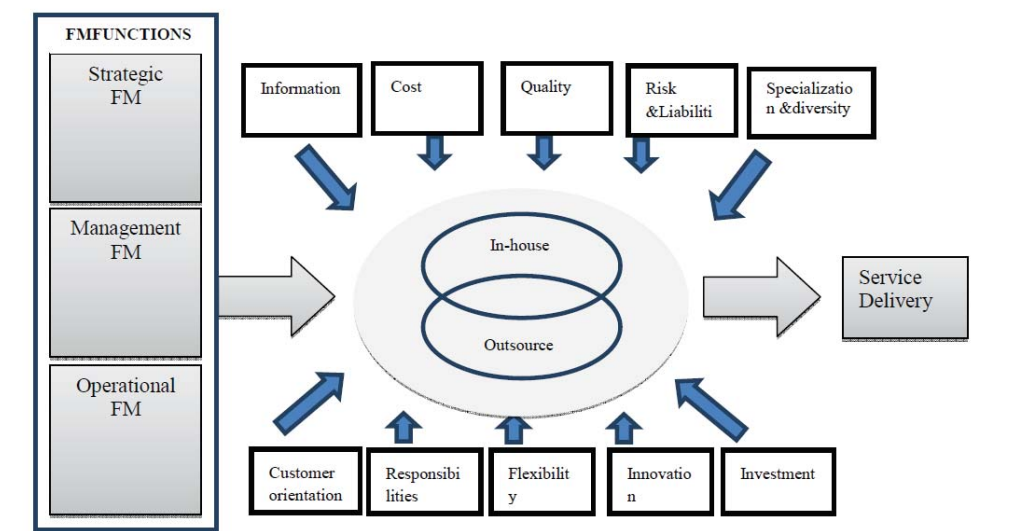 FMFUNCTIONS
Strategic
FM
Management
FM
Operational
FM
Information
Cost
Quality
Risk
&Liabiliti
Specializatio
n &diversity
In-house
Outsource
Service
Delivery
Customer
orientation
Responsibi
lities
Flexibilit
y
Innovatio
n
Investment